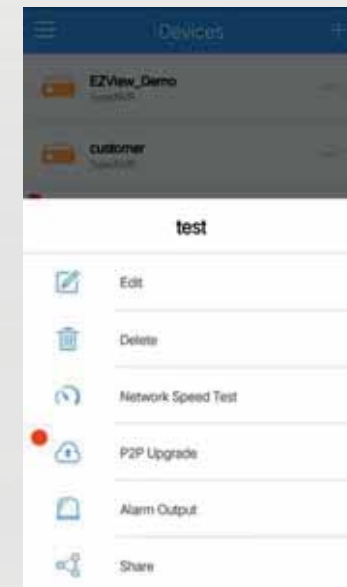 Devices
EZView_Demo
customer
test
Edit
Delete
Network Speed Test
P2P Upgrade
Alarm Output
Share